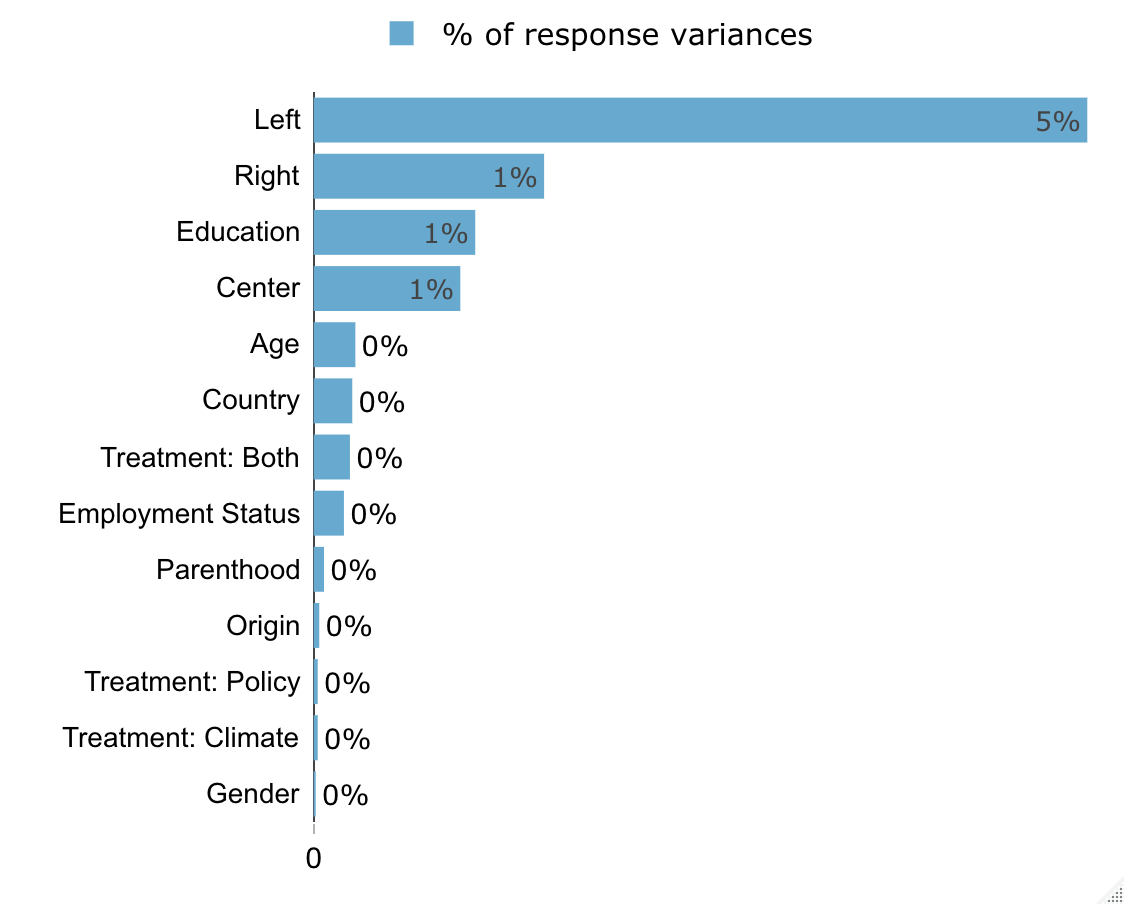 % of response variances
Left 5%
Right 1%
Education 1%
Center 1%
Age 0%
Country 0%
Treatment: Both 0%
Employment Status 0%
Parenthood 0%
Origin 0%
Treatment: Policy 0%
Treatment: Climate 0%
Gender 0%
0